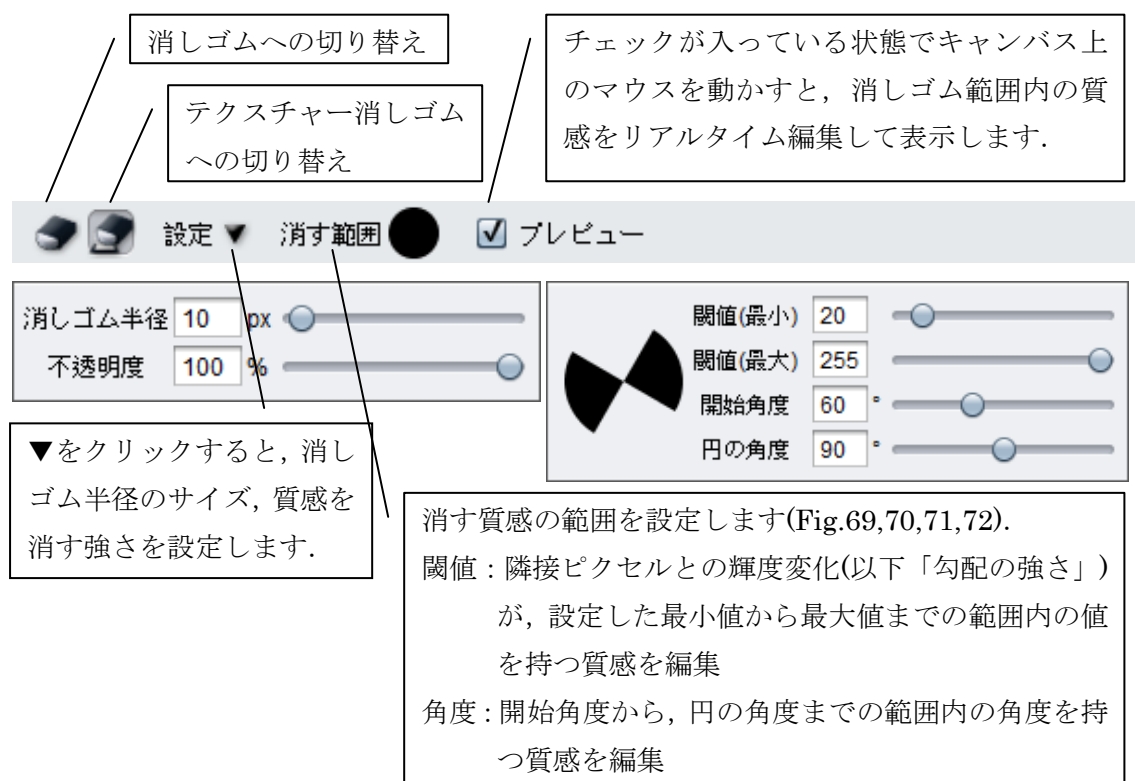 消しゴムへの切り替え
テクスチャー消しゴム
への切り替え
チェックが入っている状態でキャンバス上
のマウスを動かすと，消しゴム範囲内の質
感をリアルタイム編集して表示します．
設定▼ 消す範囲 プレビュー
消しゴム半径 10 px
不透明度 100 %
閾値(最小) 20
閾値(最大) 255
開始角度 60 °
円の角度 90 °
▼をクリックすると，消し
ゴム半径のサイズ，質感を
消す強さを設定します．
消す質感の範囲を設定します(Fig.69,70,71,72).
閾値：隣接ピクセルとの輝度変化(以下「勾配の強さ」)
が，設定した最小値から最大値までの範囲内の値
を持つ質感を編集
角度：開始角度から，円の角度までの範囲内の角度を持
つ質感を編集